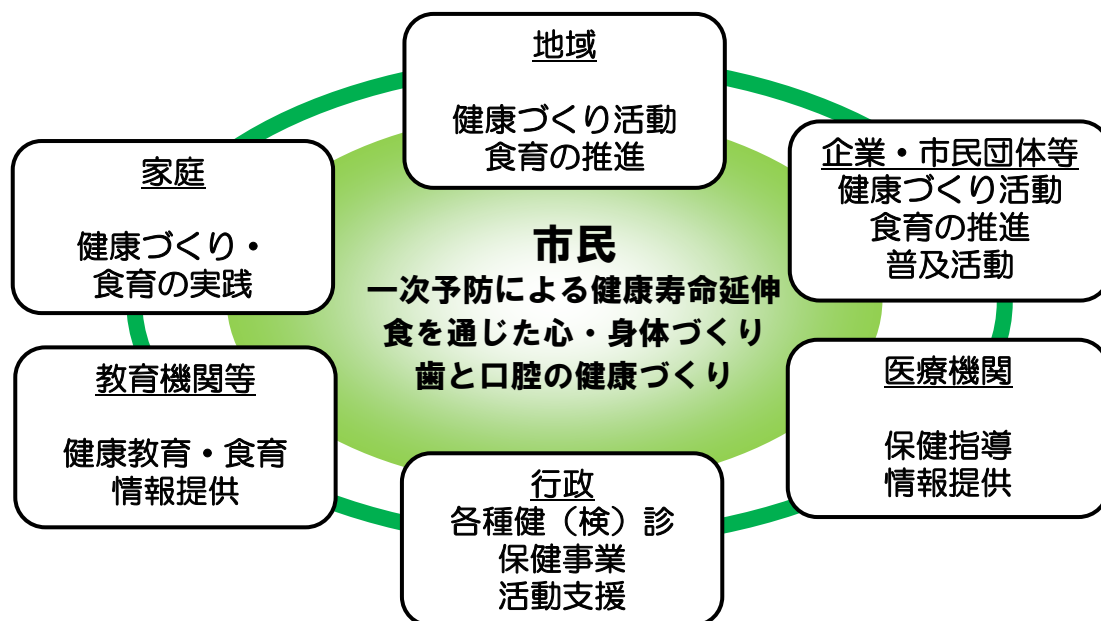 地域
健康づくり活動
食育の推進
家庭
健康づくり・
食育の実践
企業・市民団体等
健康づくり活動
食育の推進
普及活動
市民
一次予防による健康寿命延伸
食を通じた心・身体づくり
歯と口腔の健康づくり
教育機関等
健康教育・食育
情報提供
医療機関
保健指導
情報提供
行政
各種健（検）診
保健事業
活動支援